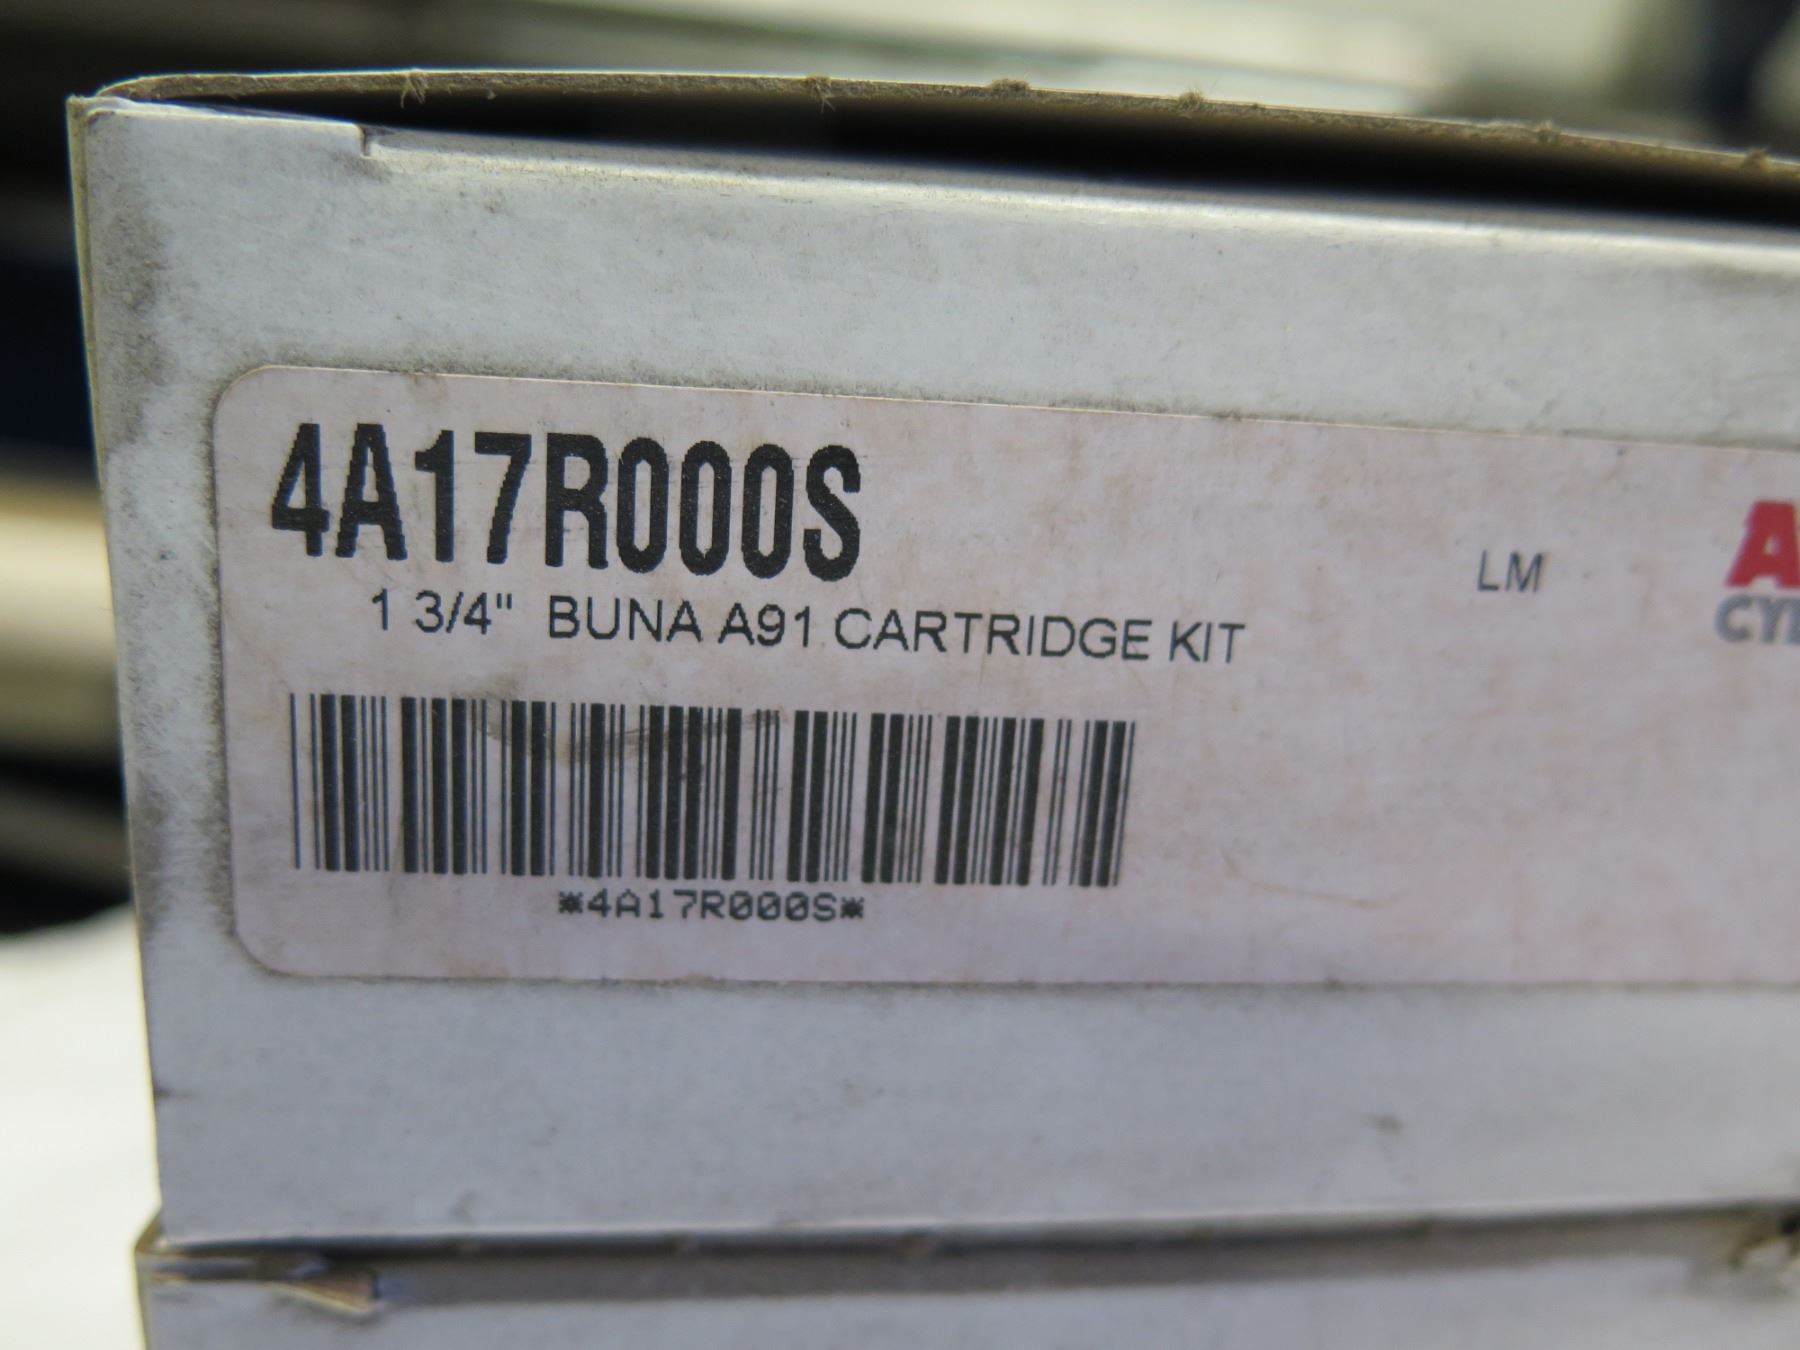 4A17R000S
1 3/4" BUNA A91 CARTRIDGE KIT
LM
*4A17R000S*